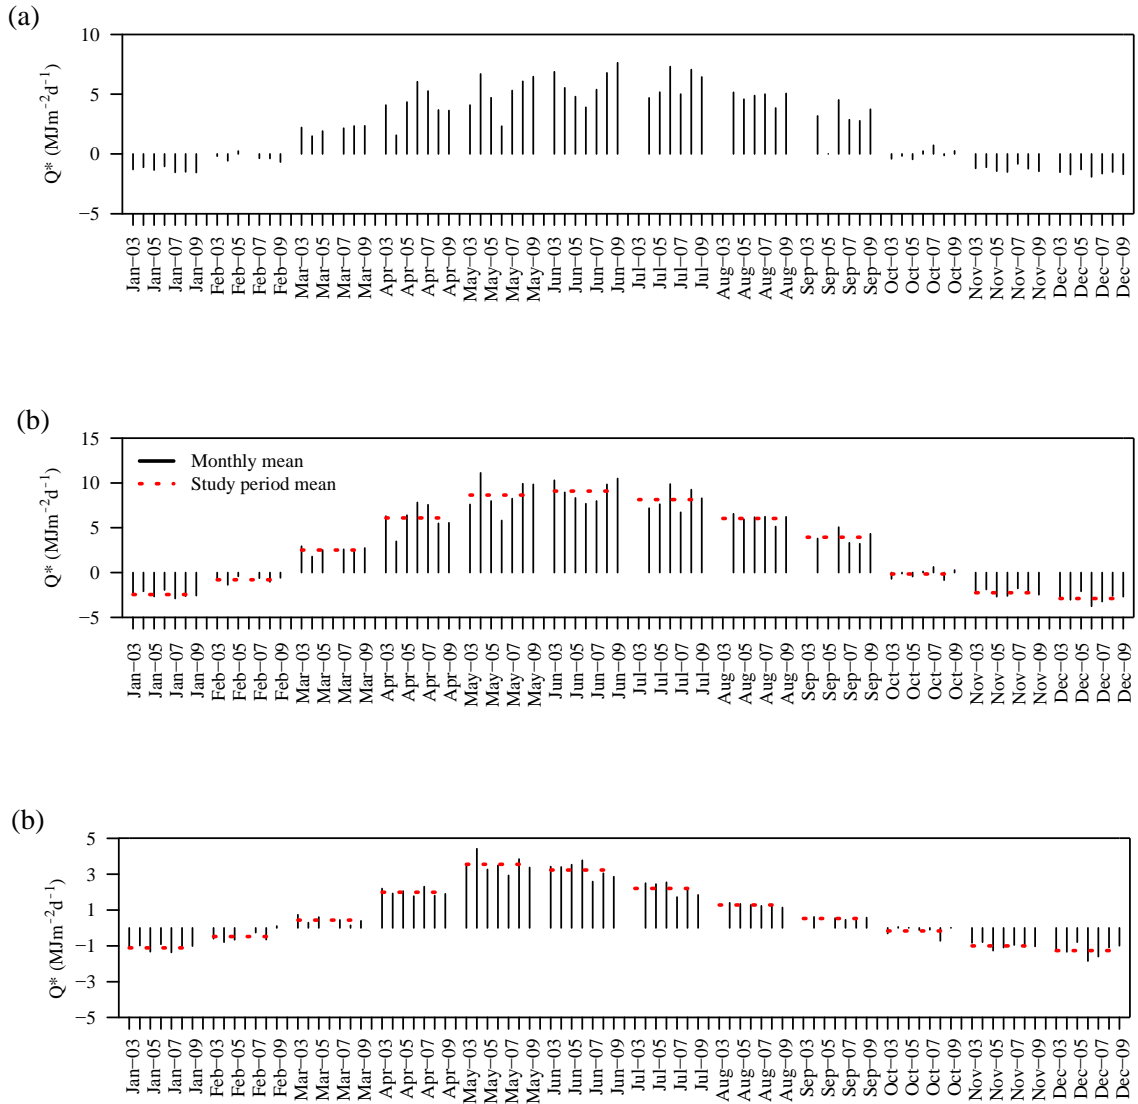 (a)
10
5
0
−5
Q* (MJm−2d−1)
Jan−03 Jan−05 Jan−07 Jan−09 Feb−03 Feb−05 Feb−07 Feb−09 Mar−03 Mar−05 Mar−07 Mar−09 Apr−03 Apr−05 Apr−07 Apr−09 May−03 May−05 May−07 May−09 Jun−03 Jun−05 Jun−07 Jun−09 Jul−03 Jul−05 Jul−07 Jul−09 Aug−03 Aug−05 Aug−07 Aug−09 Sep−03 Sep−05 Sep−07 Sep−09 Oct−03 Oct−05 Oct−07 Oct−09 Nov−03 Nov−05 Nov−07 Nov−09 Dec−03 Dec−05 Dec−07 Dec−09
(b)
15
10
5
0
−5
Q* (MJm−2d−1)
Monthly mean
Study period mean
Jan−03 Jan−05 Jan−07 Jan−09 Feb−03 Feb−05 Feb−07 Feb−09 Mar−03 Mar−05 Mar−07 Mar−09 Apr−03 Apr−05 Apr−07 Apr−09 May−03 May−05 May−07 May−09 Jun−03 Jun−05 Jun−07 Jun−09 Jul−03 Jul−05 Jul−07 Jul−09 Aug−03 Aug−05 Aug−07 Aug−09 Sep−03 Sep−05 Sep−07 Sep−09 Oct−03 Oct−05 Oct−07 Oct−09 Nov−03 Nov−05 Nov−07 Nov−09 Dec−03 Dec−05 Dec−07 Dec−09
(b)
5
3
1
−1
−3
−5
Q* (MJm−2d−1)
Jan−03 Jan−05 Jan−07 Jan−09 Feb−03 Feb−05 Feb−07 Feb−09 Mar−03 Mar−05 Mar−07 Mar−09 Apr−03 Apr−05 Apr−07 Apr−09 May−03 May−05 May−07 May−09 Jun−03 Jun−05 Jun−07 Jun−09 Jul−03 Jul−05 Jul−07 Jul−09 Aug−03 Aug−05 Aug−07 Aug−09 Sep−03 Sep−05 Sep−07 Sep−09 Oct−03 Oct−05 Oct−07 Oct−09 Nov−03 Nov−05 Nov−07 Nov−09 Dec−03 Dec−05 Dec−07 Dec−09